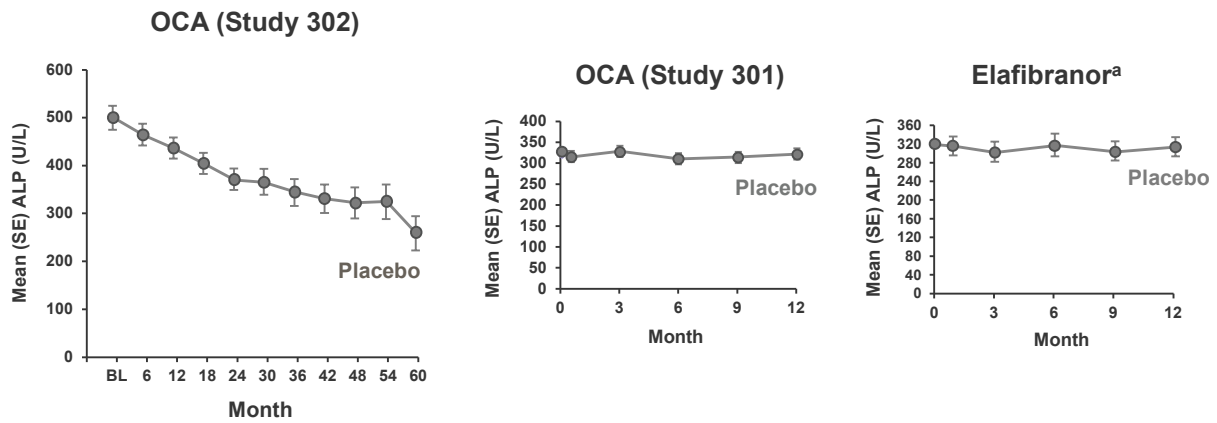 OCA (Study 302)
Mean (SE) ALP (U/L)
600
500
400
300
200
100
0
Placebo
BL 6 12 18 24 30 36 42 48 54 60
Month
OCA (Study 301)
Mean (SE) ALP (U/L)
400
350
300
250
200
150
100
50
0
Placebo
0 3 6 9 12
Month
Elafibranorᵃ
Mean (SE) ALP (U/L)
360
320
280
240
200
160
120
80
40
0
Placebo
0 3 6 9 12
Month